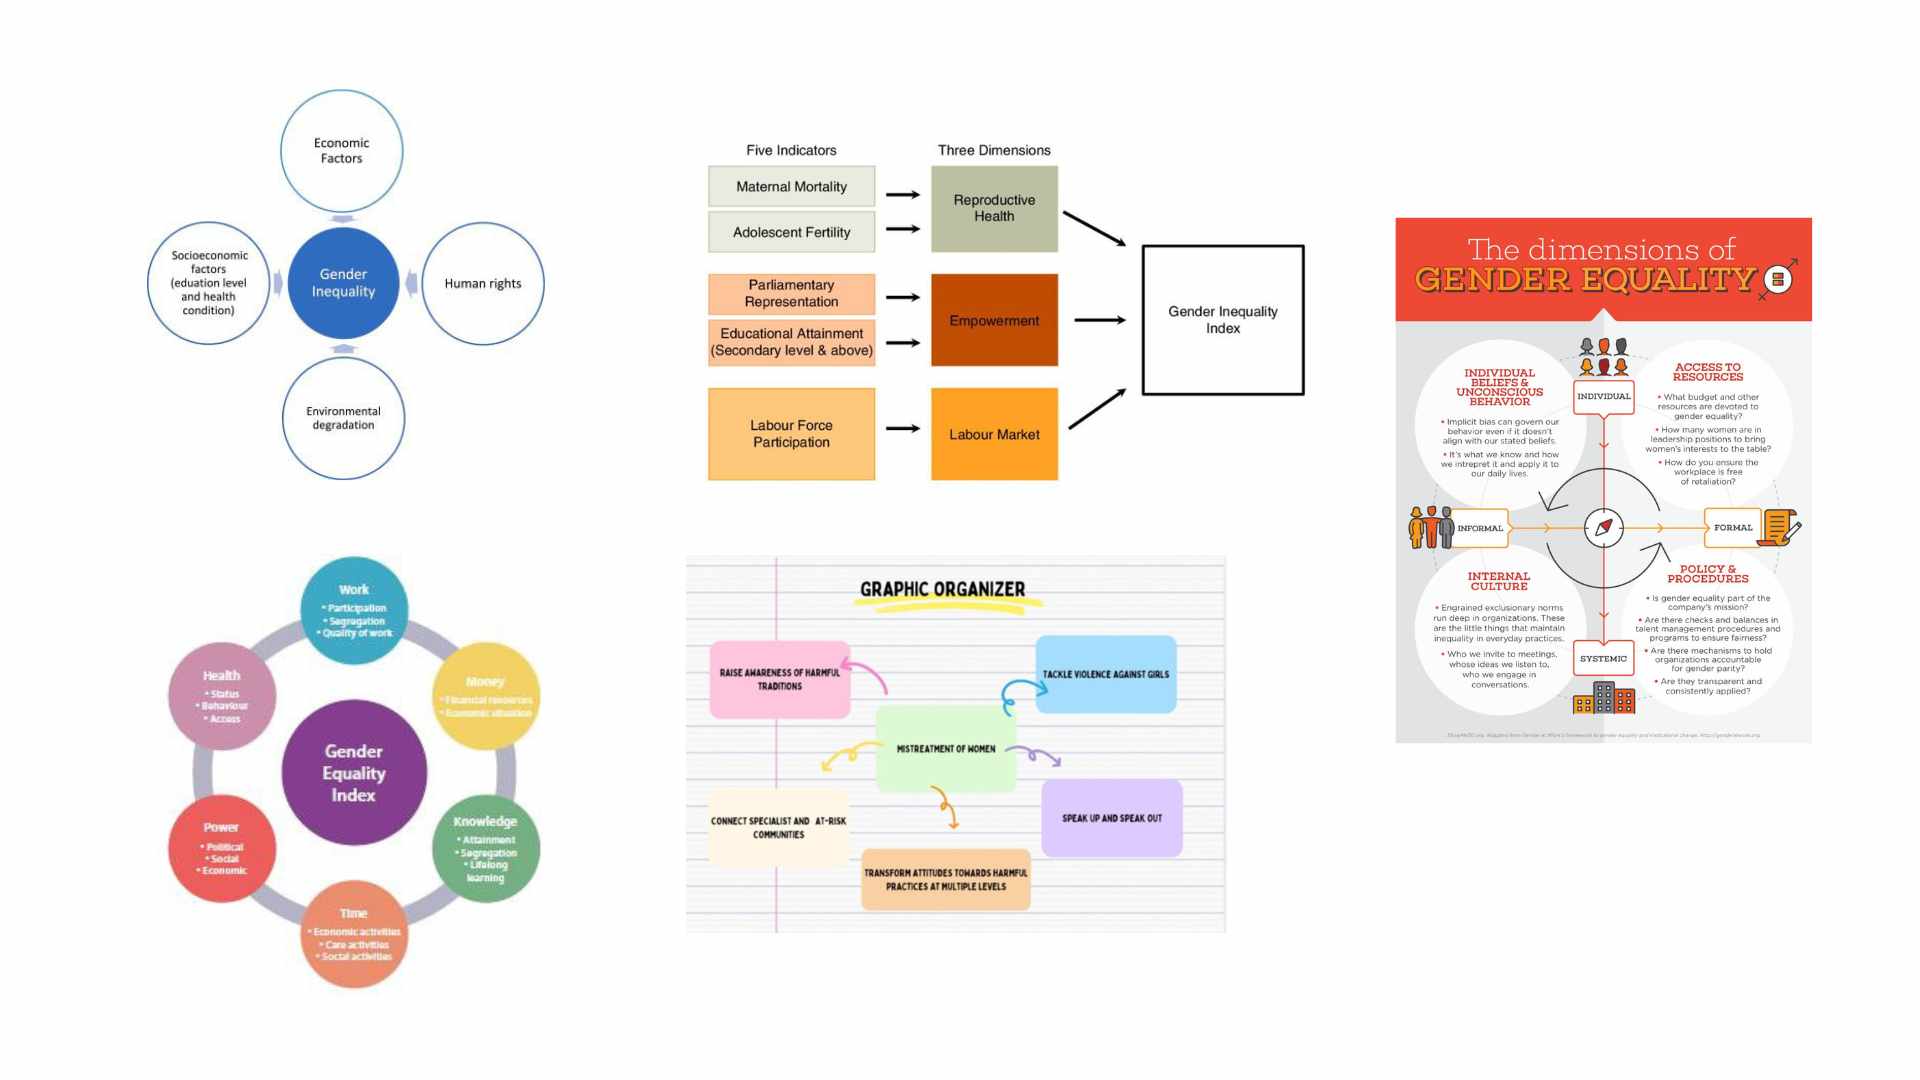 Economic
Factors
Socioeconomic
factors
(eduation level
and health
condition)
Gender
Inequality
Human rights
Environmental
degradation
Five Indicators
Three Dimensions
Maternal Mortality
Adolescent Fertility
Reproductive
Health
Parliamentary
Representation
Educational Attainment
(Secondary level & above)
Empowerment
Labour Force
Participation
Labour Market
Gender Inequality
Index
The dimensions of
GENDER EQUALITY
INDIVIDUAL
BELIEFS &
UNCONSCIOUS
BEHAVIOR
• Implicit bias can govern our
behavior even if it doesn't
align with our stated beliefs.
• It's what we know and how
we intrepret it and apply it to
our daily lives.
INDIVIDUAL
ACCESS TO
RESOURCES
• What budget and other
resources are devoted to
gender equality?
• How many women are in
leadership positions to bring
women's interests to the table?
• How do you ensure the
workplace is free
of retaliation?
INFORMAL
FORMAL
INTERNAL
CULTURE
• Engrained exclusionary norms
run deep in organizations. These
are the little things that maintain
inequality in everyday practices.
• Who we invite to meetings,
whose ideas we listen to,
who we engage in
conversations.
SYSTEMIC
POLICY &
PROCEDURES
• Is gender equality part of the
company's mission?
• Are there checks and balances in
talent management procedures and
programs to ensure fairness?
• Are there mechanisms to hold
organizations accountable
for gender parity?
• Are they transparent and
consistently applied?
Work
• Participation
• Segregation
• Quality of work
Health
• Status
• Behaviour
• Access
Money
• Financial resources
• Economic situation
Gender
Equality
Index
Power
• Political
• Social
• Economic
Knowledge
• Attainment
• Segregation
• Lifelong
learning
Time
• Economic activities
• Care activities
• Social activities
GRAPHIC ORGANIZER
RAISE AWARENESS OF HARMFUL
TRADITIONS
TACKLE VIOLENCE AGAINST GIRLS
MISTREATMENT OF WOMEN
CONNECT SPECIALIST AND AT-RISK
COMMUNITIES
SPEAK UP AND SPEAK OUT
TRANSFORM ATTITUDES TOWARDS HARMFUL
PRACTICES AT MULTIPLE LEVELS